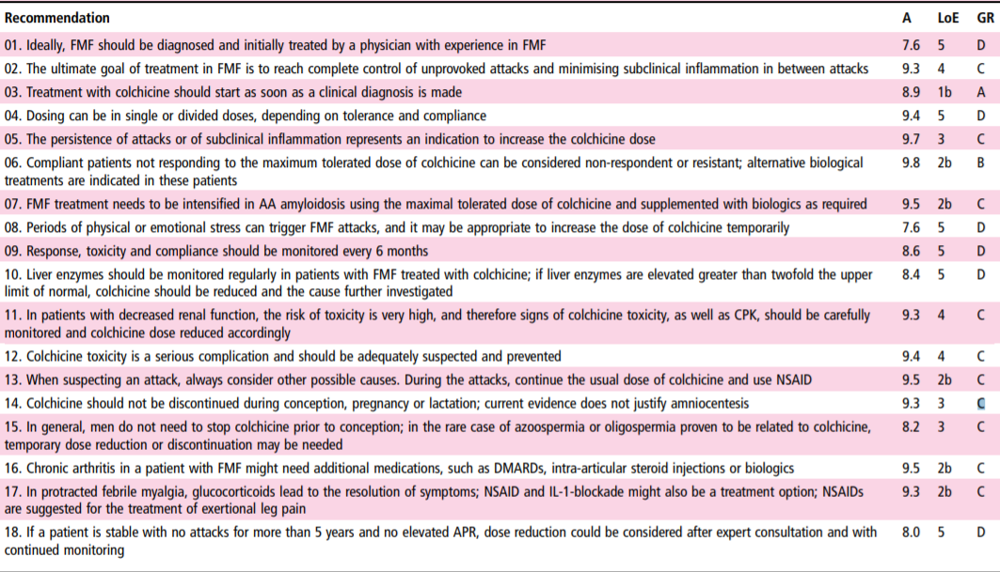 Recommendation A LoE GR
01. Ideally, FMF should be diagnosed and initially treated by a physician with experience in FMF 7.6 5 D
02. The ultimate goal of treatment in FMF is to reach complete control of unprovoked attacks and minimising subclinical inflammation in between attacks 9.3 4 C
03. Treatment with colchicine should start as soon as a clinical diagnosis is made 8.9 1b A
04. Dosing can be in single or divided doses, depending on tolerance and compliance 9.4 5 D
05. The persistence of attacks or of subclinical inflammation represents an indication to increase the colchicine dose 9.7 3 C
06. Compliant patients not responding to the maximum tolerated dose of colchicine can be considered non-respondent or resistant; alternative biological 9.8 2b B
treatments are indicated in these patients
07. FMF treatment needs to be intensified in AA amyloidosis using the maximal tolerated dose of colchicine and supplemented with biologics as required 9.5 2b C
08. Periods of physical or emotional stress can trigger FMF attacks, and it may be appropriate to increase the dose of colchicine temporarily 7.6 5 D
09. Response, toxicity and compliance should be monitored every 6 months 8.6 5 D
10. Liver enzymes should be monitored regularly in patients with FMF treated with colchicine; if liver enzymes are elevated greater than twofold the upper 8.4 5 D
limit of normal, colchicine should be reduced and the cause further investigated
11. In patients with decreased renal function, the risk of toxicity is very high, and therefore signs of colchicine toxicity, as well as CPK, should be carefully 9.3 4 C
monitored and colchicine dose reduced accordingly
12. Colchicine toxicity is a serious complication and should be adequately suspected and prevented 9.4 4 C
13. When suspecting an attack, always consider other possible causes. During the attacks, continue the usual dose of colchicine and use NSAID 9.5 2b C
14. Colchicine should not be discontinued during conception, pregnancy or lactation; current evidence does not justify amniocentesis 9.3 3 C
15. In general, men do not need to stop colchicine prior to conception; in the rare case of azoospermia or oligospermia proven to be related to colchicine, 8.2 3 C
temporary dose reduction or discontinuation may be needed
16. Chronic arthritis in a patient with FMF might need additional medications, such as DMARDs, intra-articular steroid injections or biologics 9.5 2b C
17. In protracted febrile myalgia, glucocorticoids lead to the resolution of symptoms; NSAID and IL-1-blockade might also be a treatment option; NSAIDs 9.3 2b C
are suggested for the treatment of exertional leg pain
18. If a patient is stable with no attacks for more than 5 years and no elevated APR, dose reduction could be considered after expert consultation and with 8.0 5 D
continued monitoring